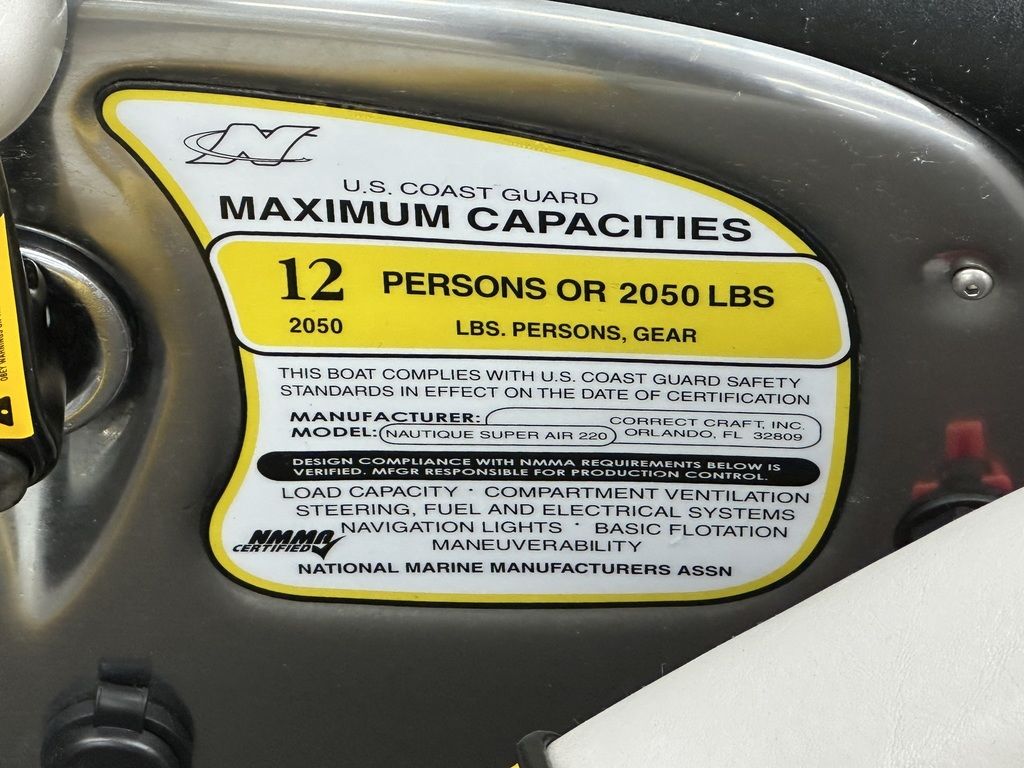 N
U.S. COAST GUARD
MAXIMUM CAPACITIES
12 PERSONS OR 2050 LBS
2050 LBS. PERSONS, GEAR
THIS BOAT COMPLIES WITH U.S. COAST GUARD SAFETY
STANDARDS IN EFFECT ON THE DATE OF CERTIFICATION
MANUFACTURER: CORRECT CRAFT, INC.
MODEL: NAUTIQUE SUPER AIR 220 ORLANDO, FL 32809
DESIGN COMPLIANCE WITH NMMA REQUIREMENTS BELOW IS
VERIFIED. MFGR RESPONSIBLE FOR PRODUCTION CONTROL.
LOAD CAPACITY · COMPARTMENT VENTILATION
STEERING, FUEL AND ELECTRICAL SYSTEMS
NAVIGATION LIGHTS · BASIC FLOTATION
MANEUVERABILITY
NMMA
CERTIFIED
NATIONAL MARINE MANUFACTURERS ASSN